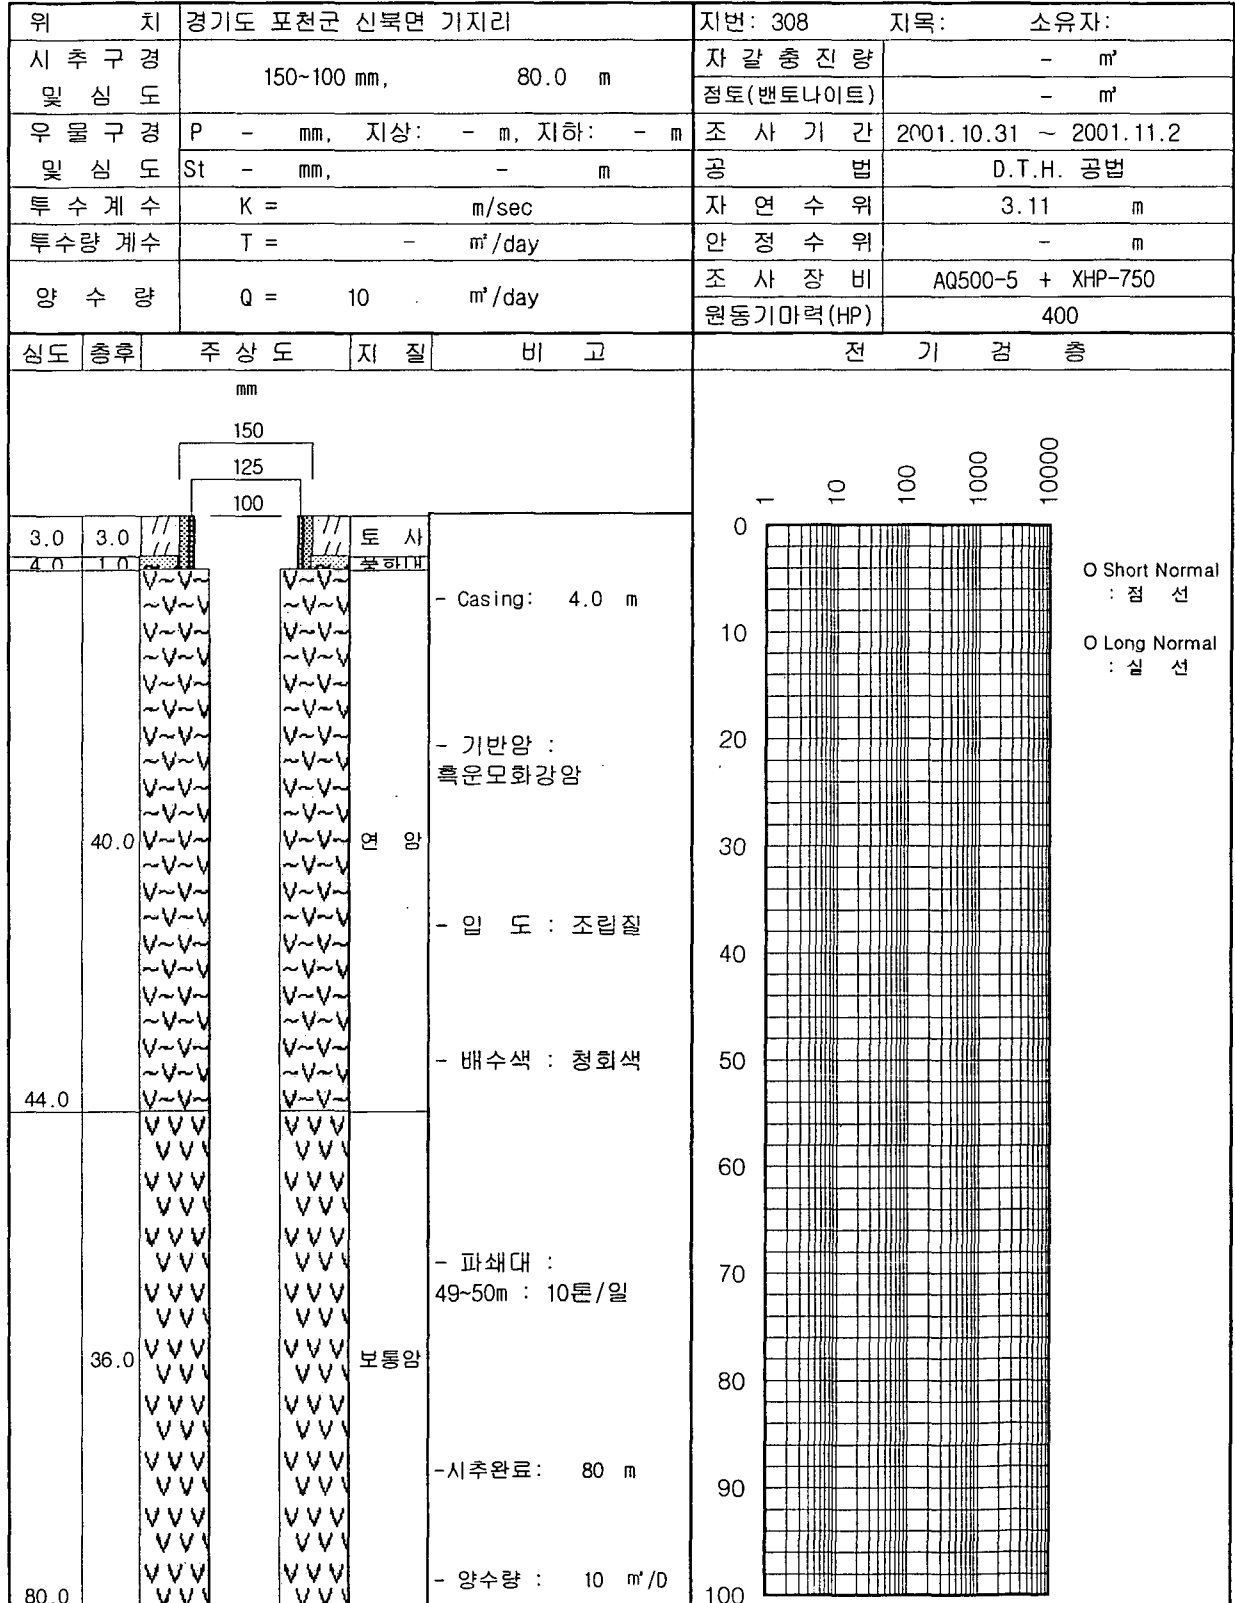 위 치 경기도 포천군 신북면 기지리 지번: 308 지목: 소유자:
시 추 구 경 및 심 도 150~100 mm, 80.0 m 자 갈 충 진 량 - ㎥
점토(밴토나이트) - ㎥
우 물 구 경 및 심 도 P - mm, 지상: - m, 지하: - m 조 사 기 간 2001.10.31 ~ 2001.11.2
St - mm, - m 공 법 D.T.H. 공법
투 수 계 수 K = m/sec 자 연 수 위 3.11 m
투수량 계수 T = - ㎡/day 안 정 수 위 - m
양 수 량 Q = 10 ㎥/day 조 사 장 비 AQ500-5 + XHP-750
원동기마력(HP) 400
심도 층후 주 상 도 지 질 비 고 전 기 검 층
mm
150
125
100
1 10 100 1000 10000
3.0 3.0 토 사
4.0 1.0 풍화대
- Casing: 4.0 m
- 기반암 :
흑운모화강암
40.0 연 암
- 입 도 : 조립질
- 배수색 : 청회색
44.0
- 파쇄대 :
49~50m : 10톤/일
36.0 보통암
-시추완료: 80 m
- 양수량 : 10 ㎥/D
80.0
0
10
20
30
40
50
60
70
80
90
100
O Short Normal
: 점 선
O Long Normal
: 실 선